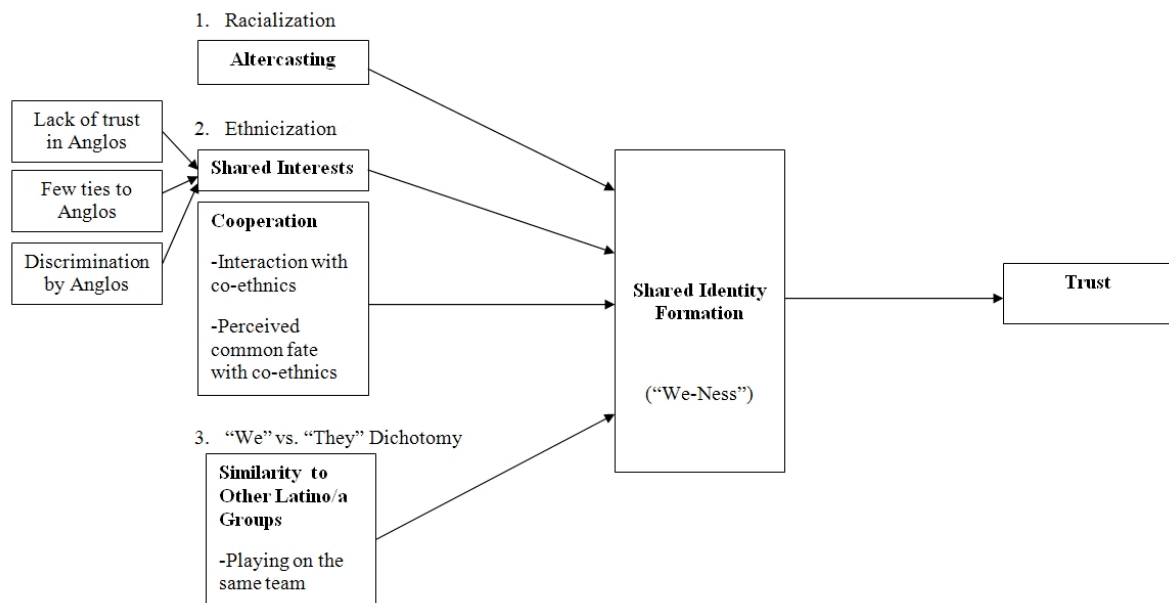 1. Racialization
Altercasting
Lack of trust
in Anglos
Few ties to
Anglos
Discrimination
by Anglos
2. Ethnicization
Shared Interests
Cooperation
-Interaction with
co-ethnics
-Perceived
common fate
with co-ethnics
3. “We” vs. “They” Dichotomy
Similarity to
Other Latino/a
Groups
-Playing on the
same team
Shared Identity
Formation
(“We-Ness”)
Trust